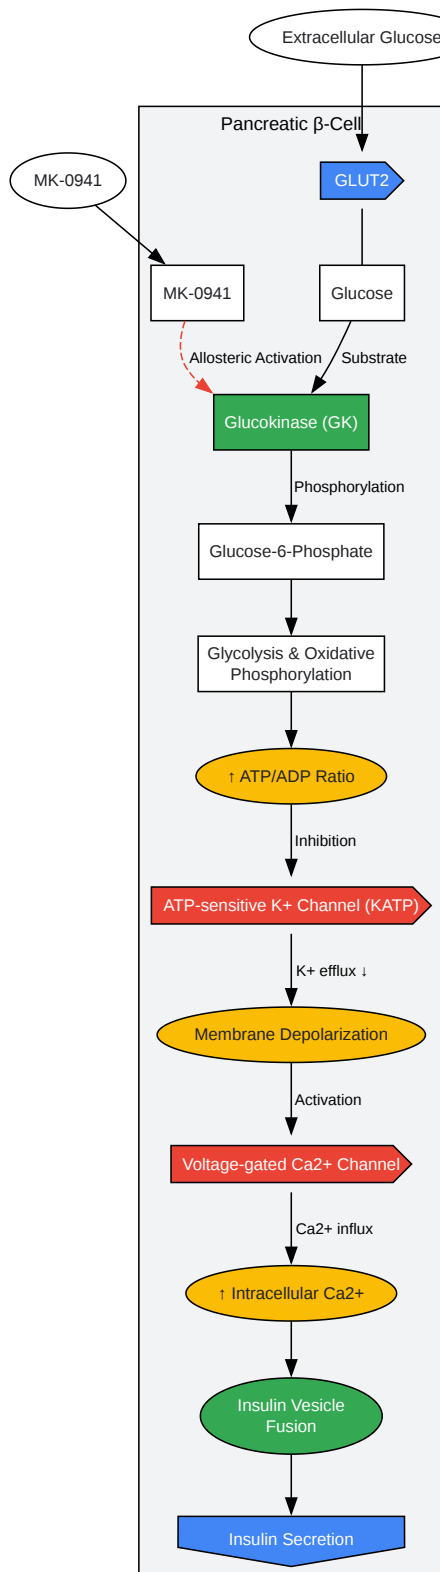 Extracellular Glucose
Pancreatic β-Cell
MK-0941
GLUT2
MK-0941
Glucose
Allosteric Activation
Substrate
Glucokinase (GK)
Phosphorylation
Glucose-6-Phosphate
Glycolysis & Oxidative
Phosphorylation
↑ ATP/ADP Ratio
Inhibition
ATP-sensitive K+ Channel (KATP)
K+ efflux ↓
Membrane Depolarization
Activation
Voltage-gated Ca2+ Channel
Ca2+ influx
↑ Intracellular Ca2+
Insulin Vesicle
Fusion
Insulin Secretion